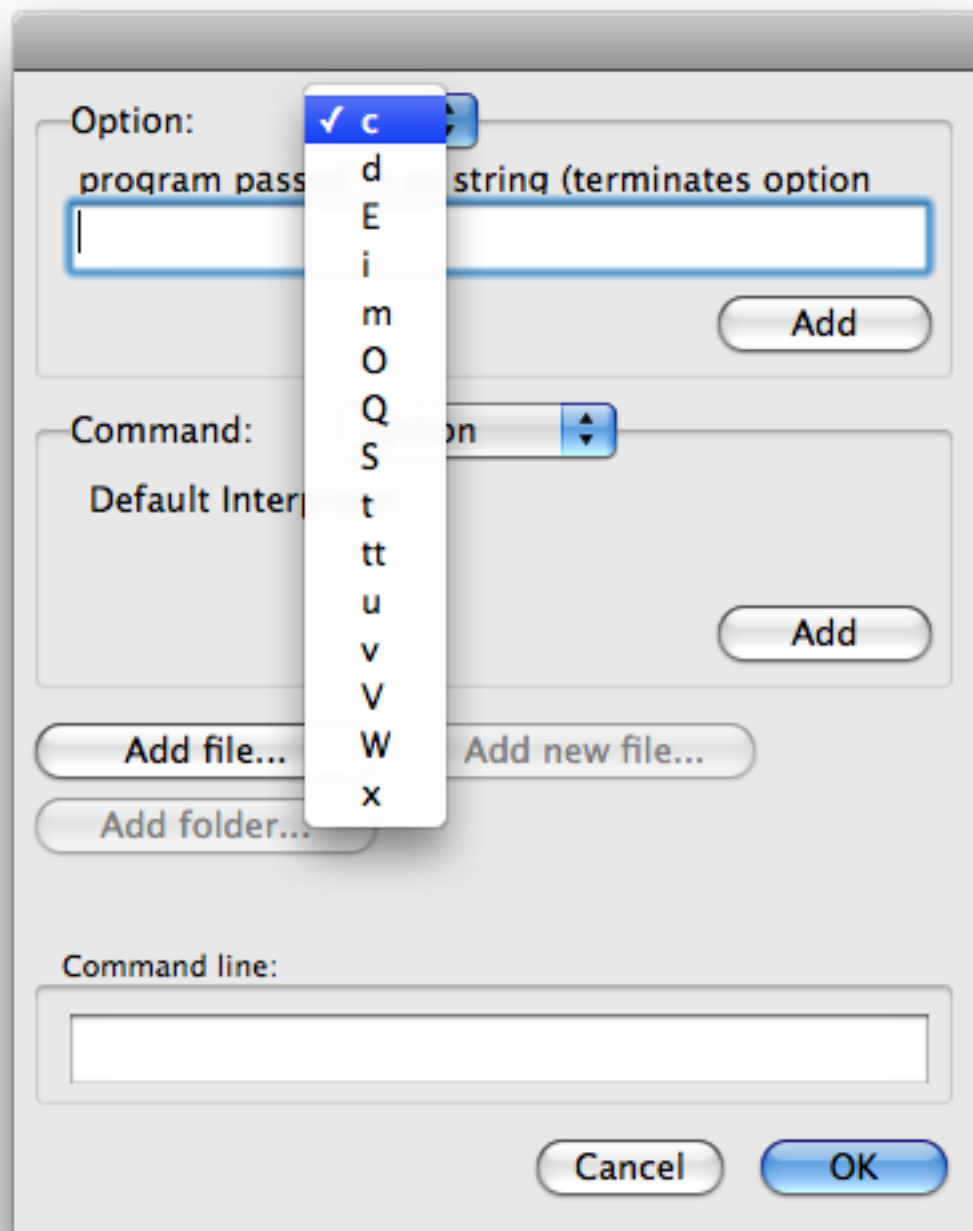 Option:
✓ c
d
E
i
m
O
Q
S
t
tt
u
v
V
W
x
program pass string (terminates option
Add
Command:
Default Inter
Add
Add file...
Add new file...
Add folder...
Command line:
Cancel
OK